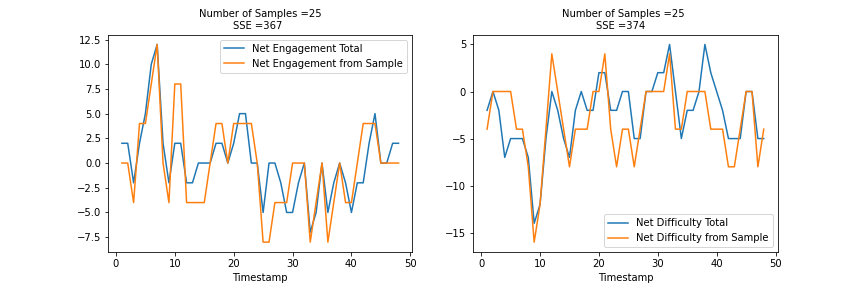 Number of Samples =25
SSE =367
12.5
10.0
7.5
5.0
2.5
0.0
−2.5
−5.0
−7.5
Net Engagement Total
Net Engagement from Sample
0 10 20 30 40 50
Timestamp
Number of Samples =25
SSE =374
5
0
−5
−10
−15
Net Difficulty Total
Net Difficulty from Sample
0 10 20 30 40 50
Timestamp